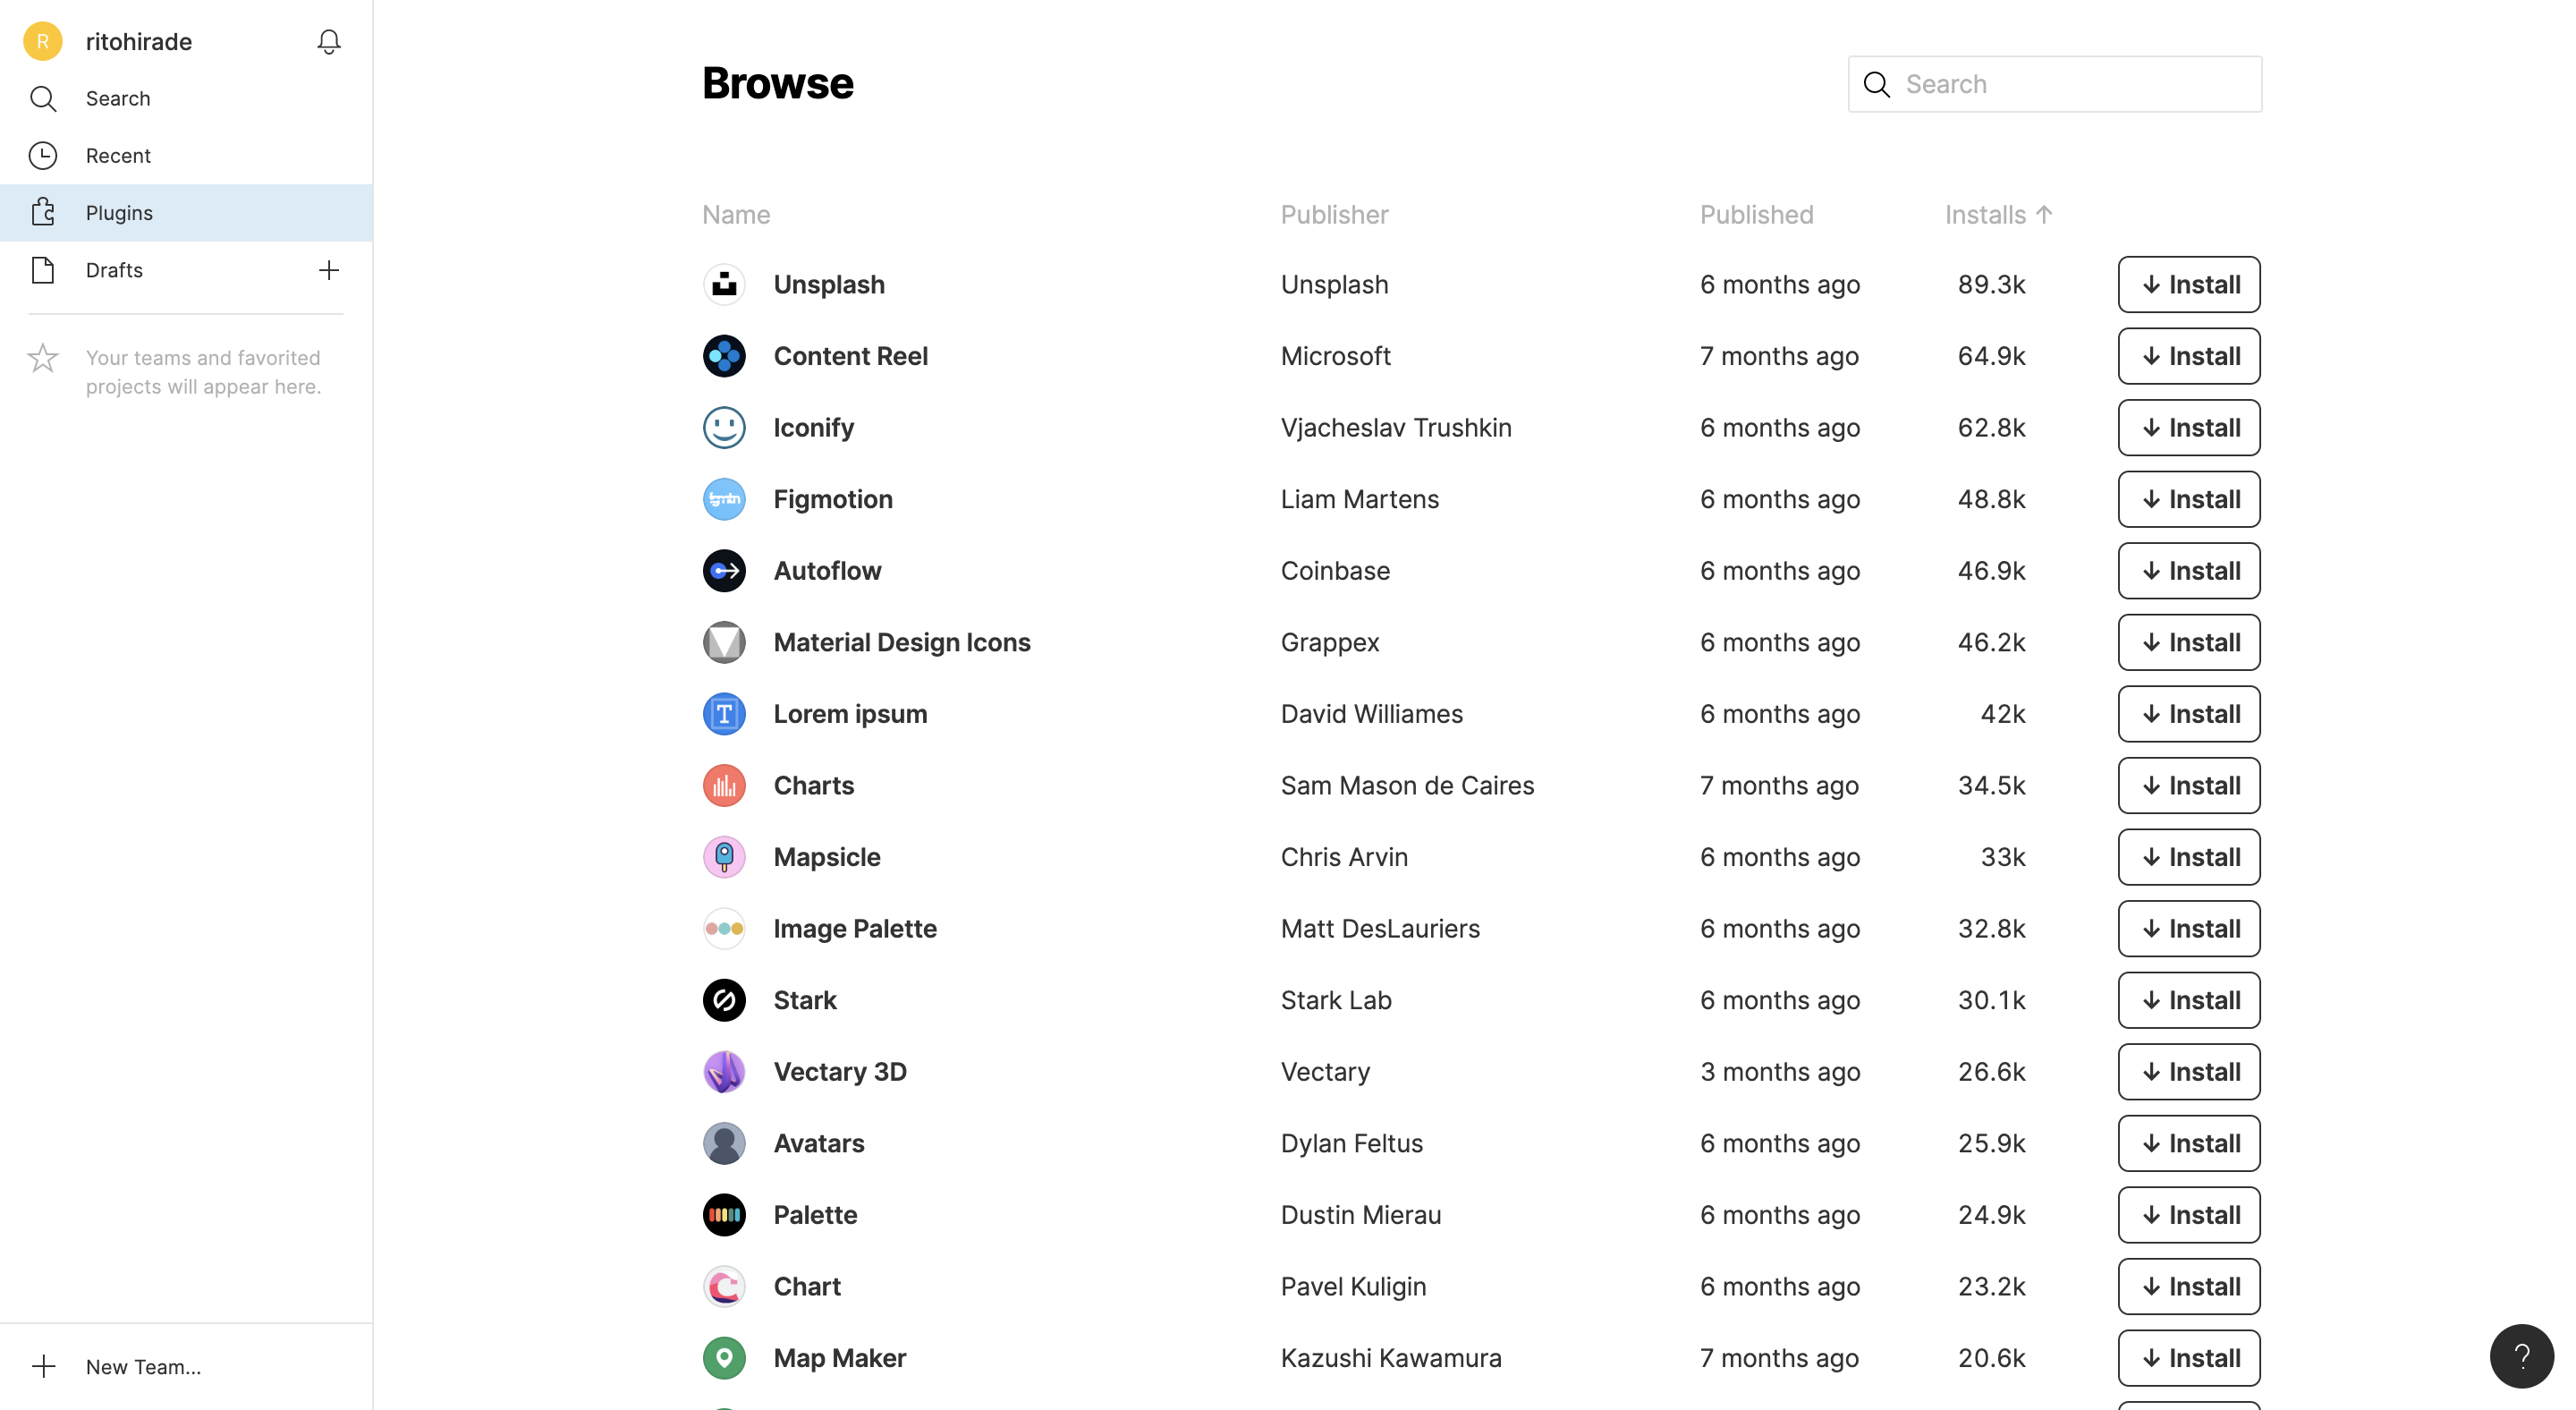 R ritohirade
Search
Recent
Plugins
Drafts
Your teams and favorited
projects will appear here.
New Team...
Browse
Search
Name Publisher Published Installs ↑
Unsplash Unsplash 6 months ago 89.3k ↓ Install
Content Reel Microsoft 7 months ago 64.9k ↓ Install
Iconify Vjacheslav Trushkin 6 months ago 62.8k ↓ Install
Figmotion Liam Martens 6 months ago 48.8k ↓ Install
Autoflow Coinbase 6 months ago 46.9k ↓ Install
Material Design Icons Grappex 6 months ago 46.2k ↓ Install
T Lorem ipsum David Williames 6 months ago 42k ↓ Install
Charts Sam Mason de Caires 7 months ago 34.5k ↓ Install
Mapsicle Chris Arvin 6 months ago 33k ↓ Install
Image Palette Matt DesLauriers 6 months ago 32.8k ↓ Install
Stark Stark Lab 6 months ago 30.1k ↓ Install
Vectary 3D Vectary 3 months ago 26.6k ↓ Install
Avatars Dylan Feltus 6 months ago 25.9k ↓ Install
Palette Dustin Mierau 6 months ago 24.9k ↓ Install
Chart Pavel Kuligin 6 months ago 23.2k ↓ Install
Map Maker Kazushi Kawamura 7 months ago 20.6k ↓ Install
?